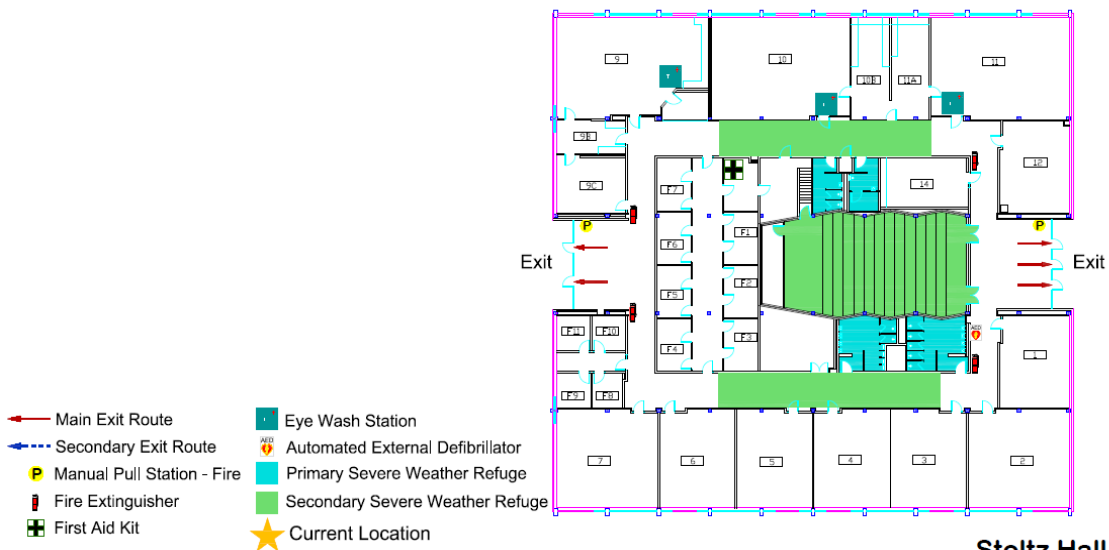 9
10
10B
11A
11
9B
9C
12
14
F7
F6
F5
F4
F1
F2
F3
P
P
Exit
Exit
F11
F10
F9
F8
AED
1
7
6
5
4
3
2
Main Exit Route
Secondary Exit Route
P
Manual Pull Station - Fire
Fire Extinguisher
First Aid Kit
Eye Wash Station
AED
Automated External Defibrillator
Primary Severe Weather Refuge
Secondary Severe Weather Refuge
Current Location
Stoltz Hall